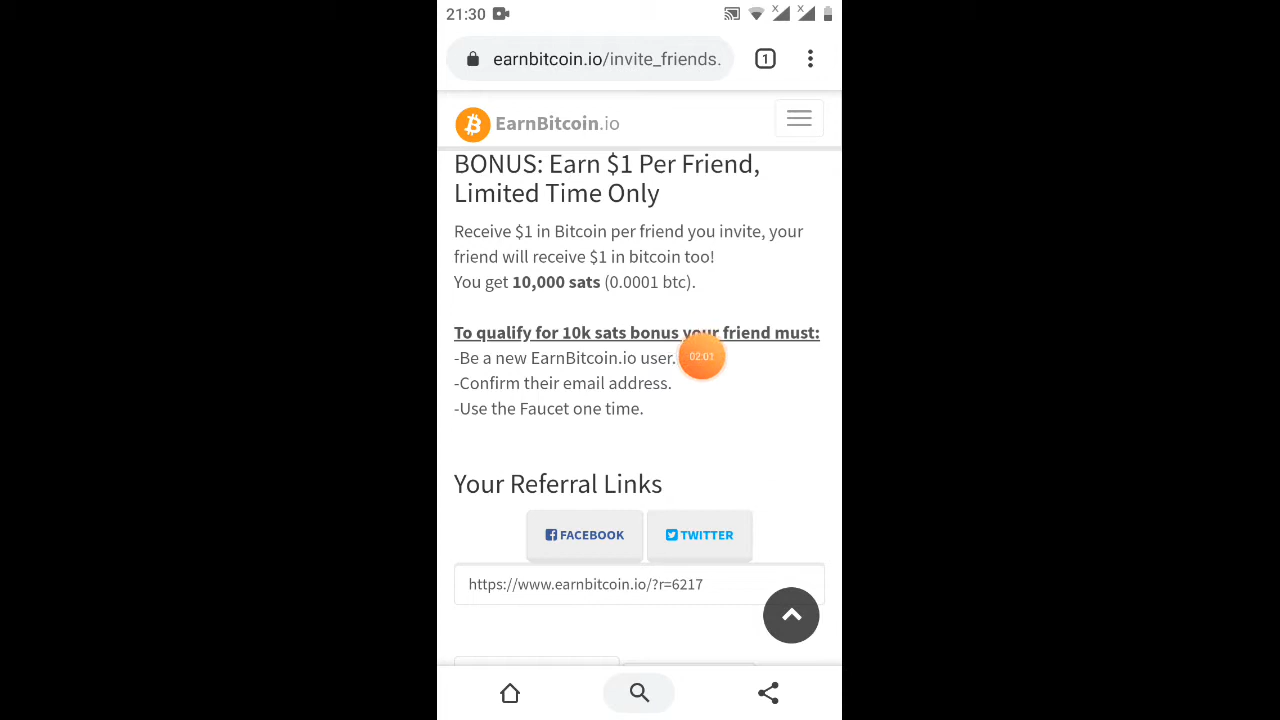 21:30
earnbitcoin.io/invite_friends.
1
EarnBitcoin.io
BONUS: Earn $1 Per Friend,
Limited Time Only
Receive $1 in Bitcoin per friend you invite, your
friend will receive $1 in bitcoin too!
You get 10,000 sats (0.0001 btc).
To qualify for 10k sats bonus your friend must:
-Be a new EarnBitcoin.io user.
02:01
-Confirm their email address.
-Use the Faucet one time.
Your Referral Links
FACEBOOK TWITTER
https://www.earnbitcoin.io/?r=6217